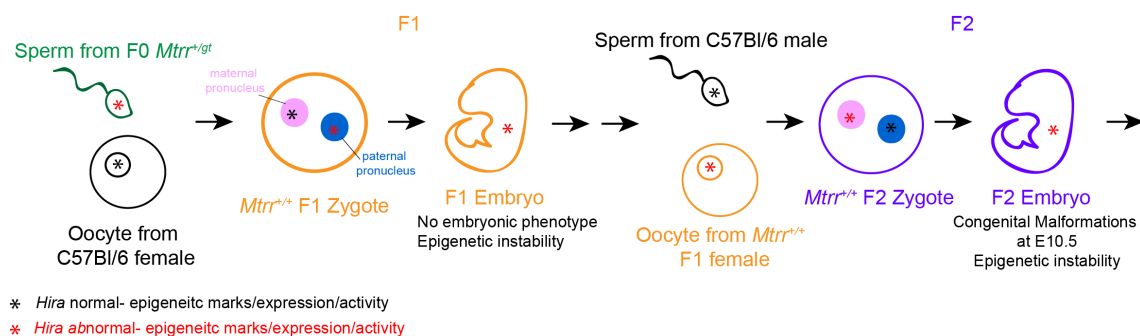 F1
F2
Sperm from F0 Mtrr+/gt
Sperm from C57Bl/6 male
maternal
pronucleus
paternal
pronucleus
Mtrr+/+ F1 Zygote
F1 Embryo
No embryonic phenotype
Epigenetic instability
Oocyte from
C57Bl/6 female
Oocyte from Mtrr+/+
F1 female
Mtrr+/+ F2 Zygote
F2 Embryo
Congenital Malformations
at E10.5
Epigenetic instability
* Hira normal- epigeneitc marks/expression/activity
* Hira abnormal- epigeneitc marks/expression/activity